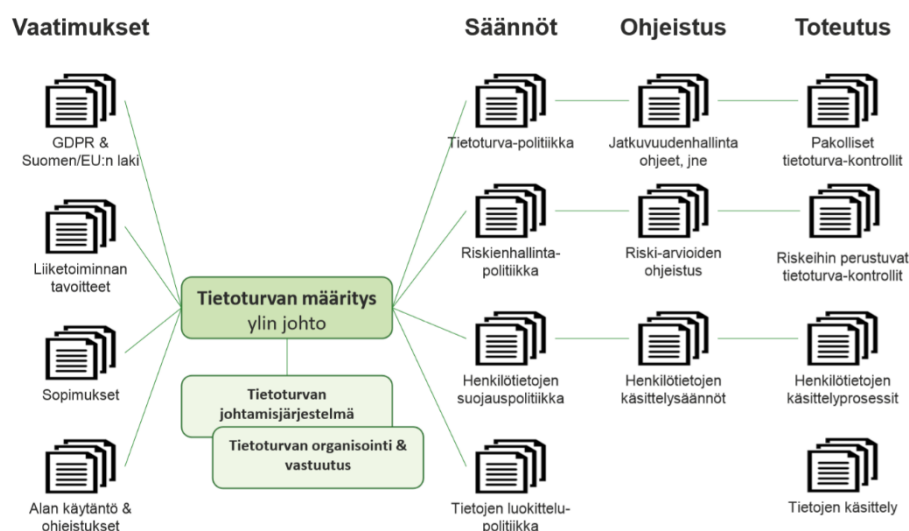 Vaatimukset
Säännöt
Ohjeistus
Toteutus
GDPR &
Suomen/EU:n laki
Tietoturva-politiikka
Jatkuvuudenhallinta
ohjeet, jne
Pakolliset
tietoturva-kontrollit
Liiketoiminnan
tavoitteet
Riskienhallinta-
politiikka
Riski-arvioiden
ohjeistus
Riskeihin perustuvat
tietoturva-kontrollit
Tietoturvan määritys
ylin johto
Sopimukset
Henkilötietojen
suojauspolitiikka
Henkilötietojen
käsittelysäännöt
Henkilötietojen
käsittelyprosessit
Tietoturvan
johtamisjärjestelmä
Tietoturvan organisointi &
vastuutus
Alan käytäntö &
ohjeistukset
Tietojen luokittelu-
politiikka
Tietojen käsittely